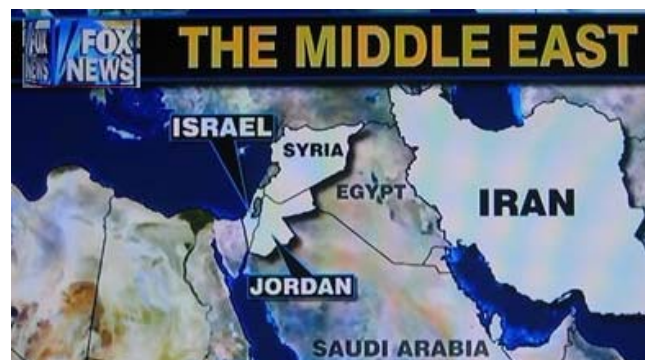 FOX
NEWS
FOX
NEWS
THE MIDDLE EAST
ISRAEL
SYRIA
EGYPT
IRAN
JORDAN
SAUDI ARABIA